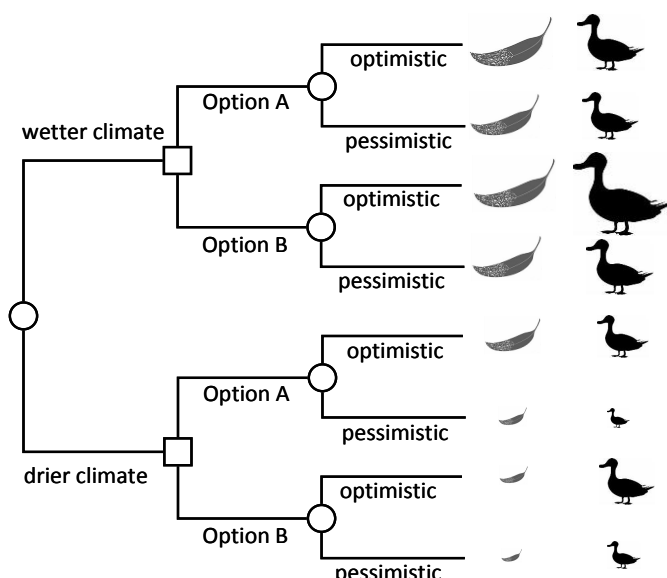 optimistic
Option A
wetter climate
pessimistic
optimistic
Option B
pessimistic
optimistic
Option A
pessimistic
drier climate
optimistic
Option B
pessimistic